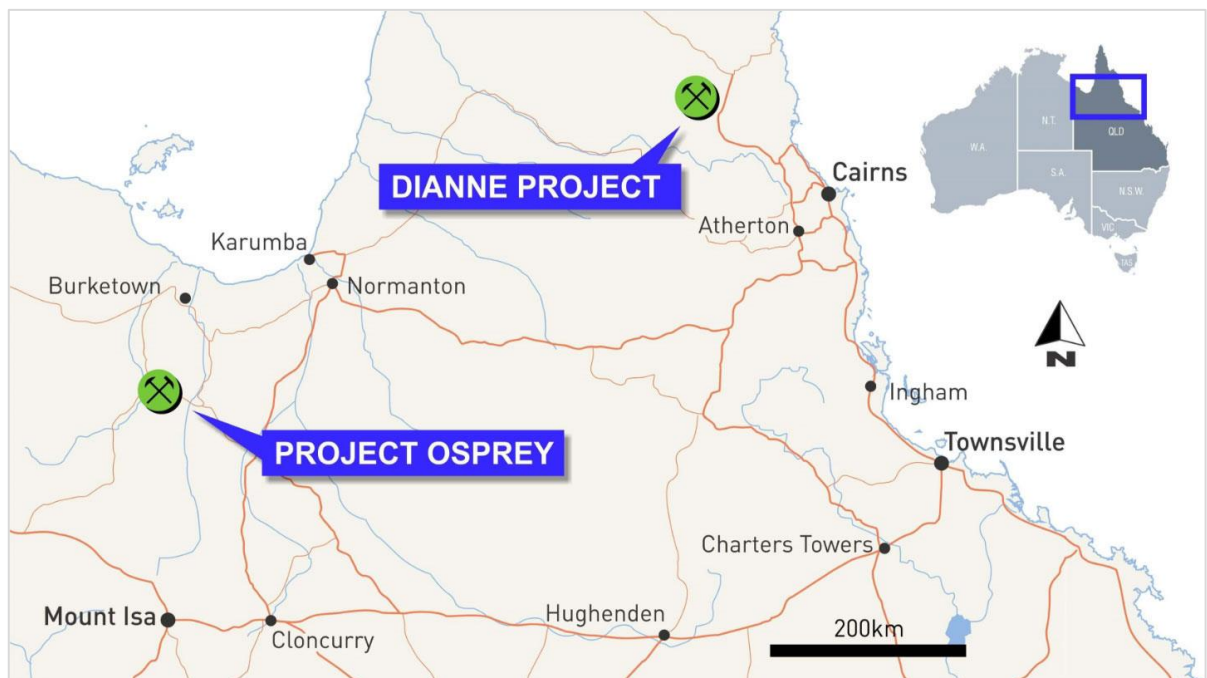 DIANNE PROJECT
Cairns
Atherton
Karumba
Burketown
Normanton
Ingham
PROJECT OSPREY
Townsville
Charters Towers
Mount Isa
Cloncurry
Hughenden
200km
N
W.A.
N.T.
QLD
S.A.
N.S.W.
VIC
TAS